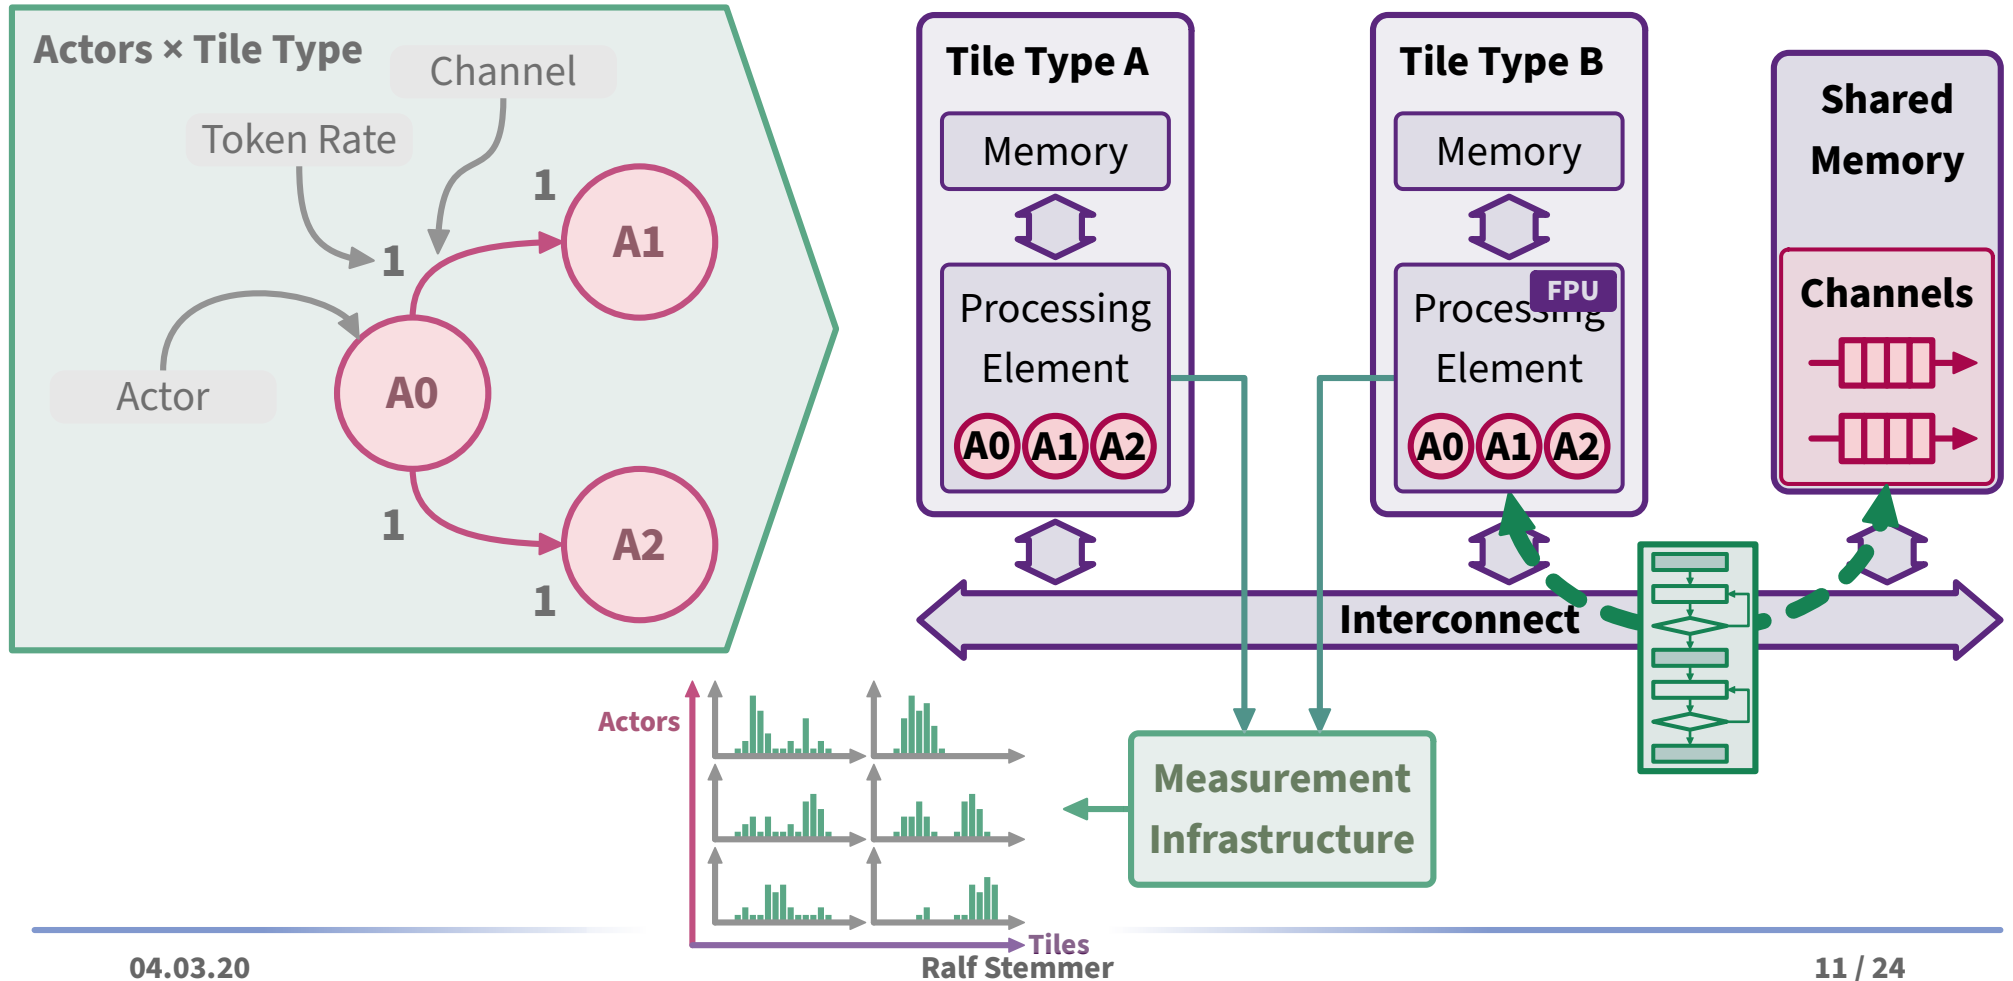 Actors × Tile Type
Channel
Token Rate
1
A1
1
Actor
A0
1
A2
1
Tile Type A
Memory
Processing
Element
A0 A1 A2
Tile Type B
Memory
FPU
Processing
Element
A0 A1 A2
Shared
Memory
Channels
Interconnect
Actors
Tiles
Measurement
Infrastructure
04.03.20
Ralf Stemmer
11 / 24